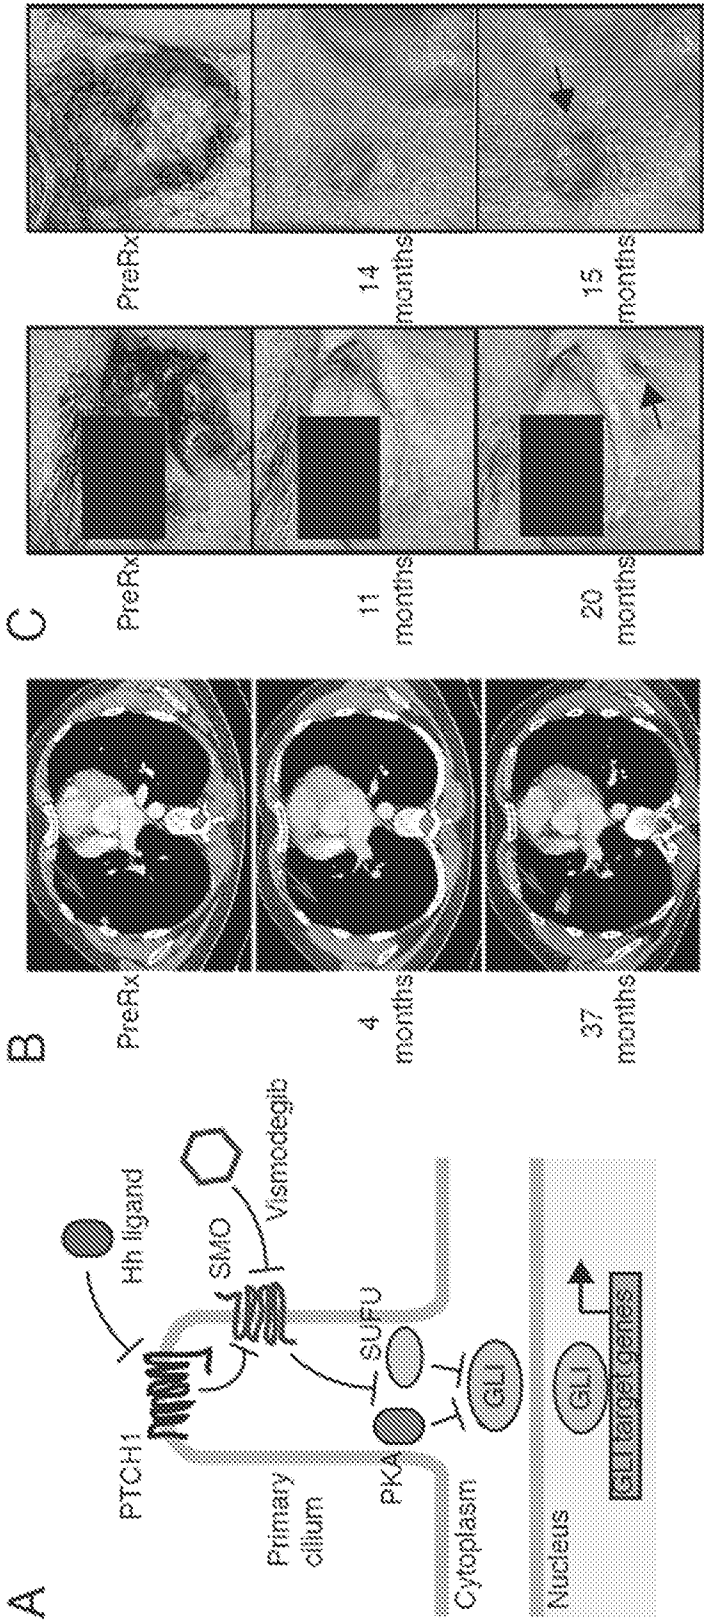 A
Hh ligand
PTCH1
SMO
Vismodegib
Primary
cilium
SUFU
PKA
GLI
Cytoplasm
Nucleus
GLI
GLI target genes
B
PreRx
4
months
37
months
C
PreRx
11
months
20
months
PreRx
14
months
15
months